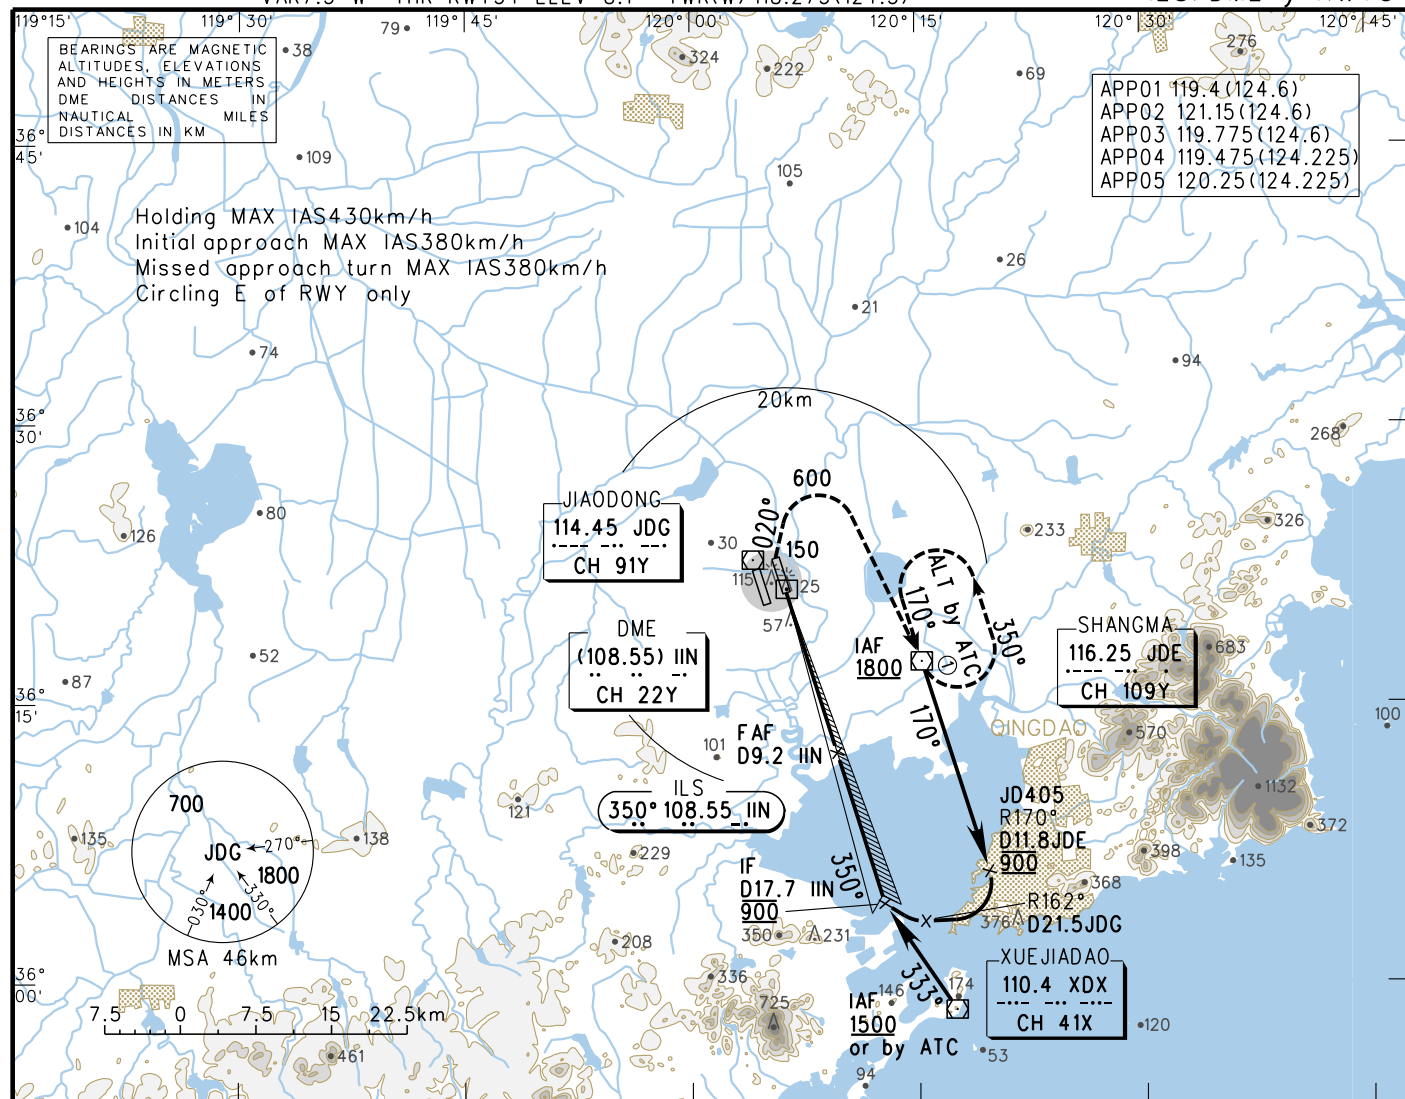 119°15' 119°30' 119°45' 120°00' 120°15' 120°30' 120°45'
BEARINGS ARE MAGNETIC
ALTITUDES, ELEVATIONS
AND HEIGHTS IN METERS
DME DISTANCES IN
NAUTICAL MILES
DISTANCES IN KM
38
79
324
222
69
276
APP01 119.4(124.6)
APP02 121.15(124.6)
APP03 119.775(124.6)
APP04 119.475(124.225)
APP05 120.25(124.225)
36°
45'
109
105
104
Holding MAX IAS430km/h
Initial approach MAX IAS380km/h
Missed approach turn MAX IAS380km/h
Circling E of RWY only
26
21
74
94
20km
36°
30'
268
600
JIAODONG
114.45 JDG
CH 91Y
020°
150
80
126
30
233
326
115
25
57
ALT by ATC
170°
350°
DME
(108.55) IIN
CH 22Y
IAF
1800
1
SHANGMA
116.25 JDE
CH 109Y
683
52
87
36°
15'
170°
QINGDAO
570
100
101
FAF
D9.2 IIN
ILS
350° 108.55 IIN
121
1132
JD405
R170°
D11.8JDE
900
700
JDG
270°
1800
030°
330°
1400
MSA 46km
135
138
229
350°
IF
D17.7 IIN
900
372
398
135
368
R162°
D21.5JDG
376
350
231
208
XUEJIADAO
110.4 XDX
CH 41X
333°
336
174
146
36°
00'
725
IAF
1500
or by ATC
7.5 0 7.5 15 22.5km
120
53
461
94